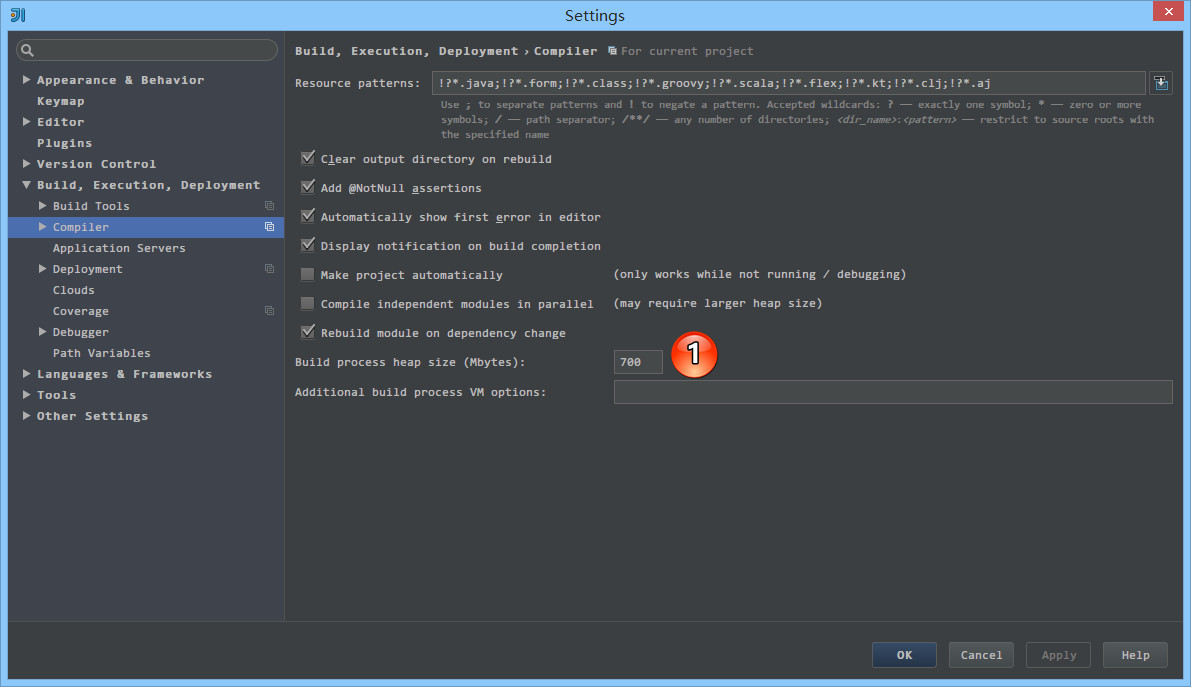 Settings
Build, Execution, Deployment › Compiler For current project
Appearance & Behavior
Keymap
Editor
Plugins
Version Control
Build, Execution, Deployment
Build Tools
Compiler
Application Servers
Deployment
Clouds
Coverage
Debugger
Path Variables
Languages & Frameworks
Tools
Other Settings
Resource patterns: !?*.java;!?*.form;!?*.class;!?*.groovy;!?*.scala;!?*.flex;!?*.kt;!?*.clj;!?*.aj
Use ; to separate patterns and ! to negate a pattern. Accepted wildcards: ? — exactly one symbol; * — zero or more
symbols; / — path separator; /**/ — any number of directories; <dir_name>:<pattern> — restrict to source roots with
the specified name
Clear output directory on rebuild
Add @NotNull assertions
Automatically show first error in editor
Display notification on build completion
Make project automatically (only works while not running / debugging)
Compile independent modules in parallel (may require larger heap size)
Rebuild module on dependency change
Build process heap size (Mbytes): 700 1
Additional build process VM options:
OK Cancel Apply Help